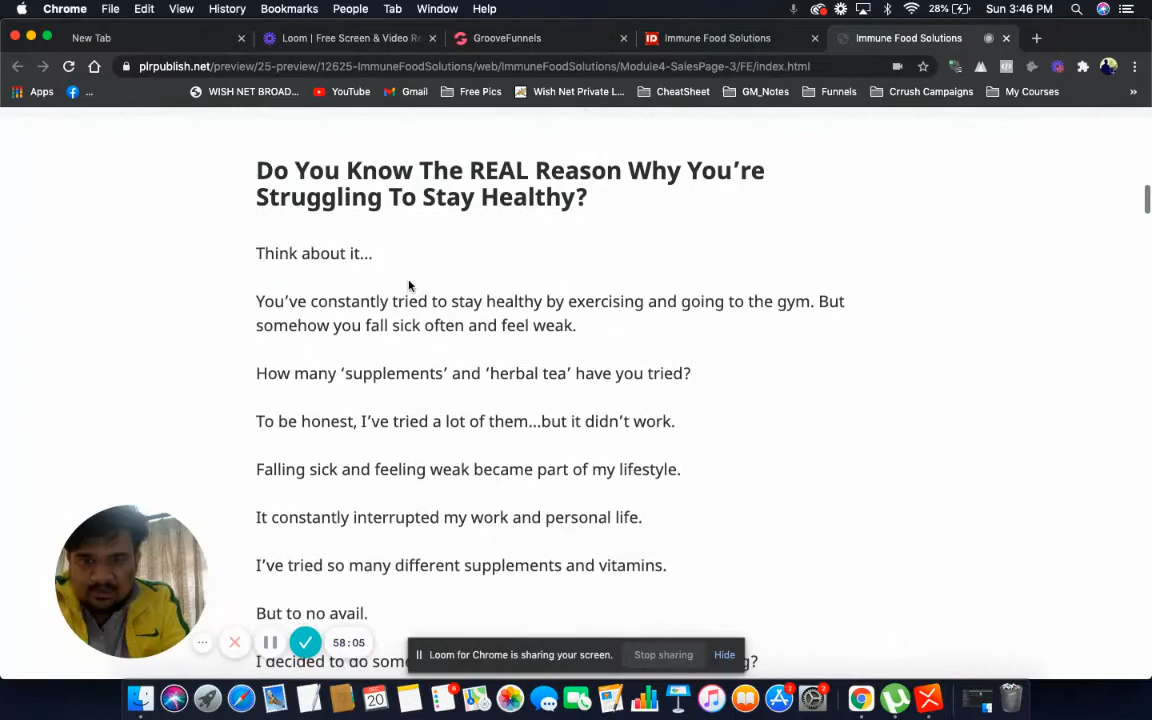 Chrome File Edit View History Bookmarks People Tab Window Help 28% Sun 3:46 PM
New Tab Loom | Free Screen & Video Re GrooveFunnels Immune Food Solutions Immune Food Solutions
plrpublish.net/preview/25-preview/12625-ImmuneFoodSolutions/web/ImmuneFoodSolutions/Module4-SalesPage-3/FE/index.html
Apps ... WISH NET BROAD... YouTube Gmail Free Pics Wish Net Private L... CheatSheet GM_Notes Funnels Crrush Campaigns My Courses »
Do You Know The REAL Reason Why You’re
Struggling To Stay Healthy?
Think about it...
You’ve constantly tried to stay healthy by exercising and going to the gym. But
somehow you fall sick often and feel weak.
How many ‘supplements’ and ‘herbal tea’ have you tried?
To be honest, I’ve tried a lot of them...but it didn’t work.
Falling sick and feeling weak became part of my lifestyle.
It constantly interrupted my work and personal life.
I’ve tried so many different supplements and vitamins.
But to no avail.
58:05
Loom for Chrome is sharing your screen. Stop sharing Hide
I decided to som g?
DEC 20